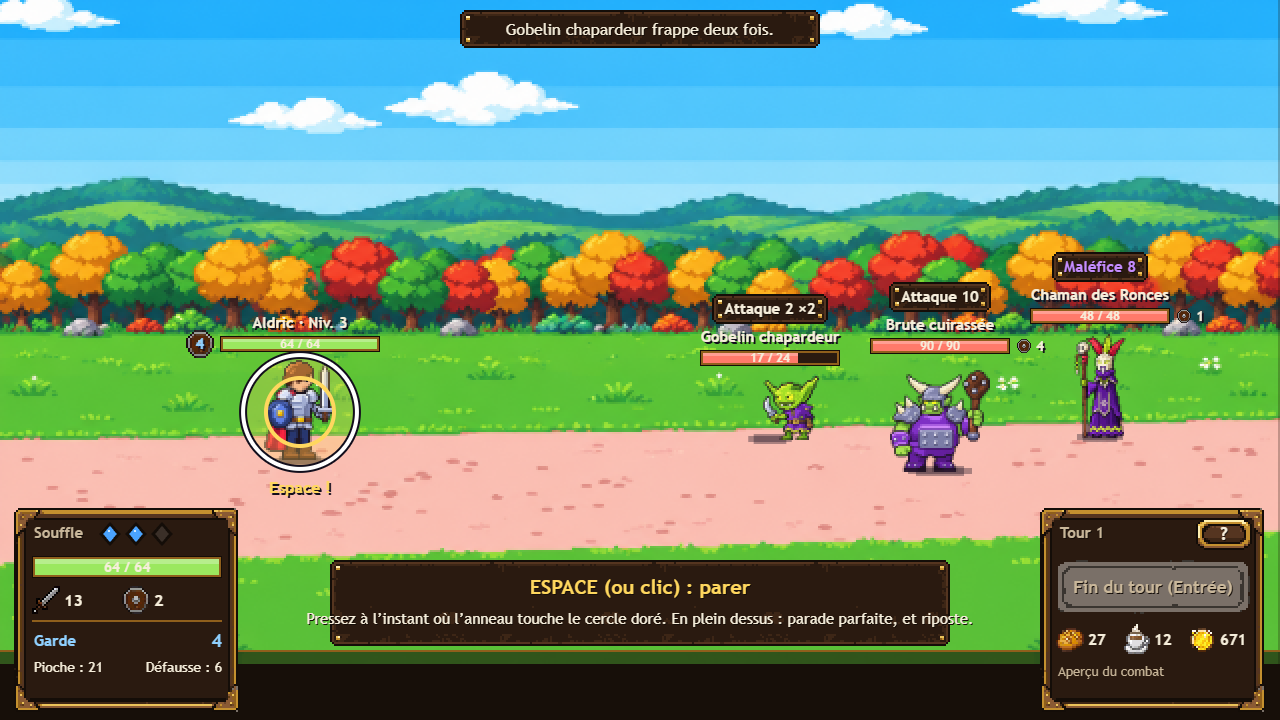 Gobelin chapardeur frappe deux fois.
Maléfice 8
Attaque 2 ×2
Attaque 10
Chaman des Ronces
48 / 48
1
Aldric · Niv. 3
4
64 / 64
Gobelin chapardeur
17 / 24
Brute cuirassée
90 / 90
4
Espace !
Souffle
64 / 64
13
2
Garde
4
Pioche : 21
Défausse : 6
ESPACE (ou clic) : parer
Pressez à l’instant où l’anneau touche le cercle doré. En plein dessus : parade parfaite, et riposte.
Tour 1
?
Fin du tour (Entrée)
27
12
671
Aperçu du combat